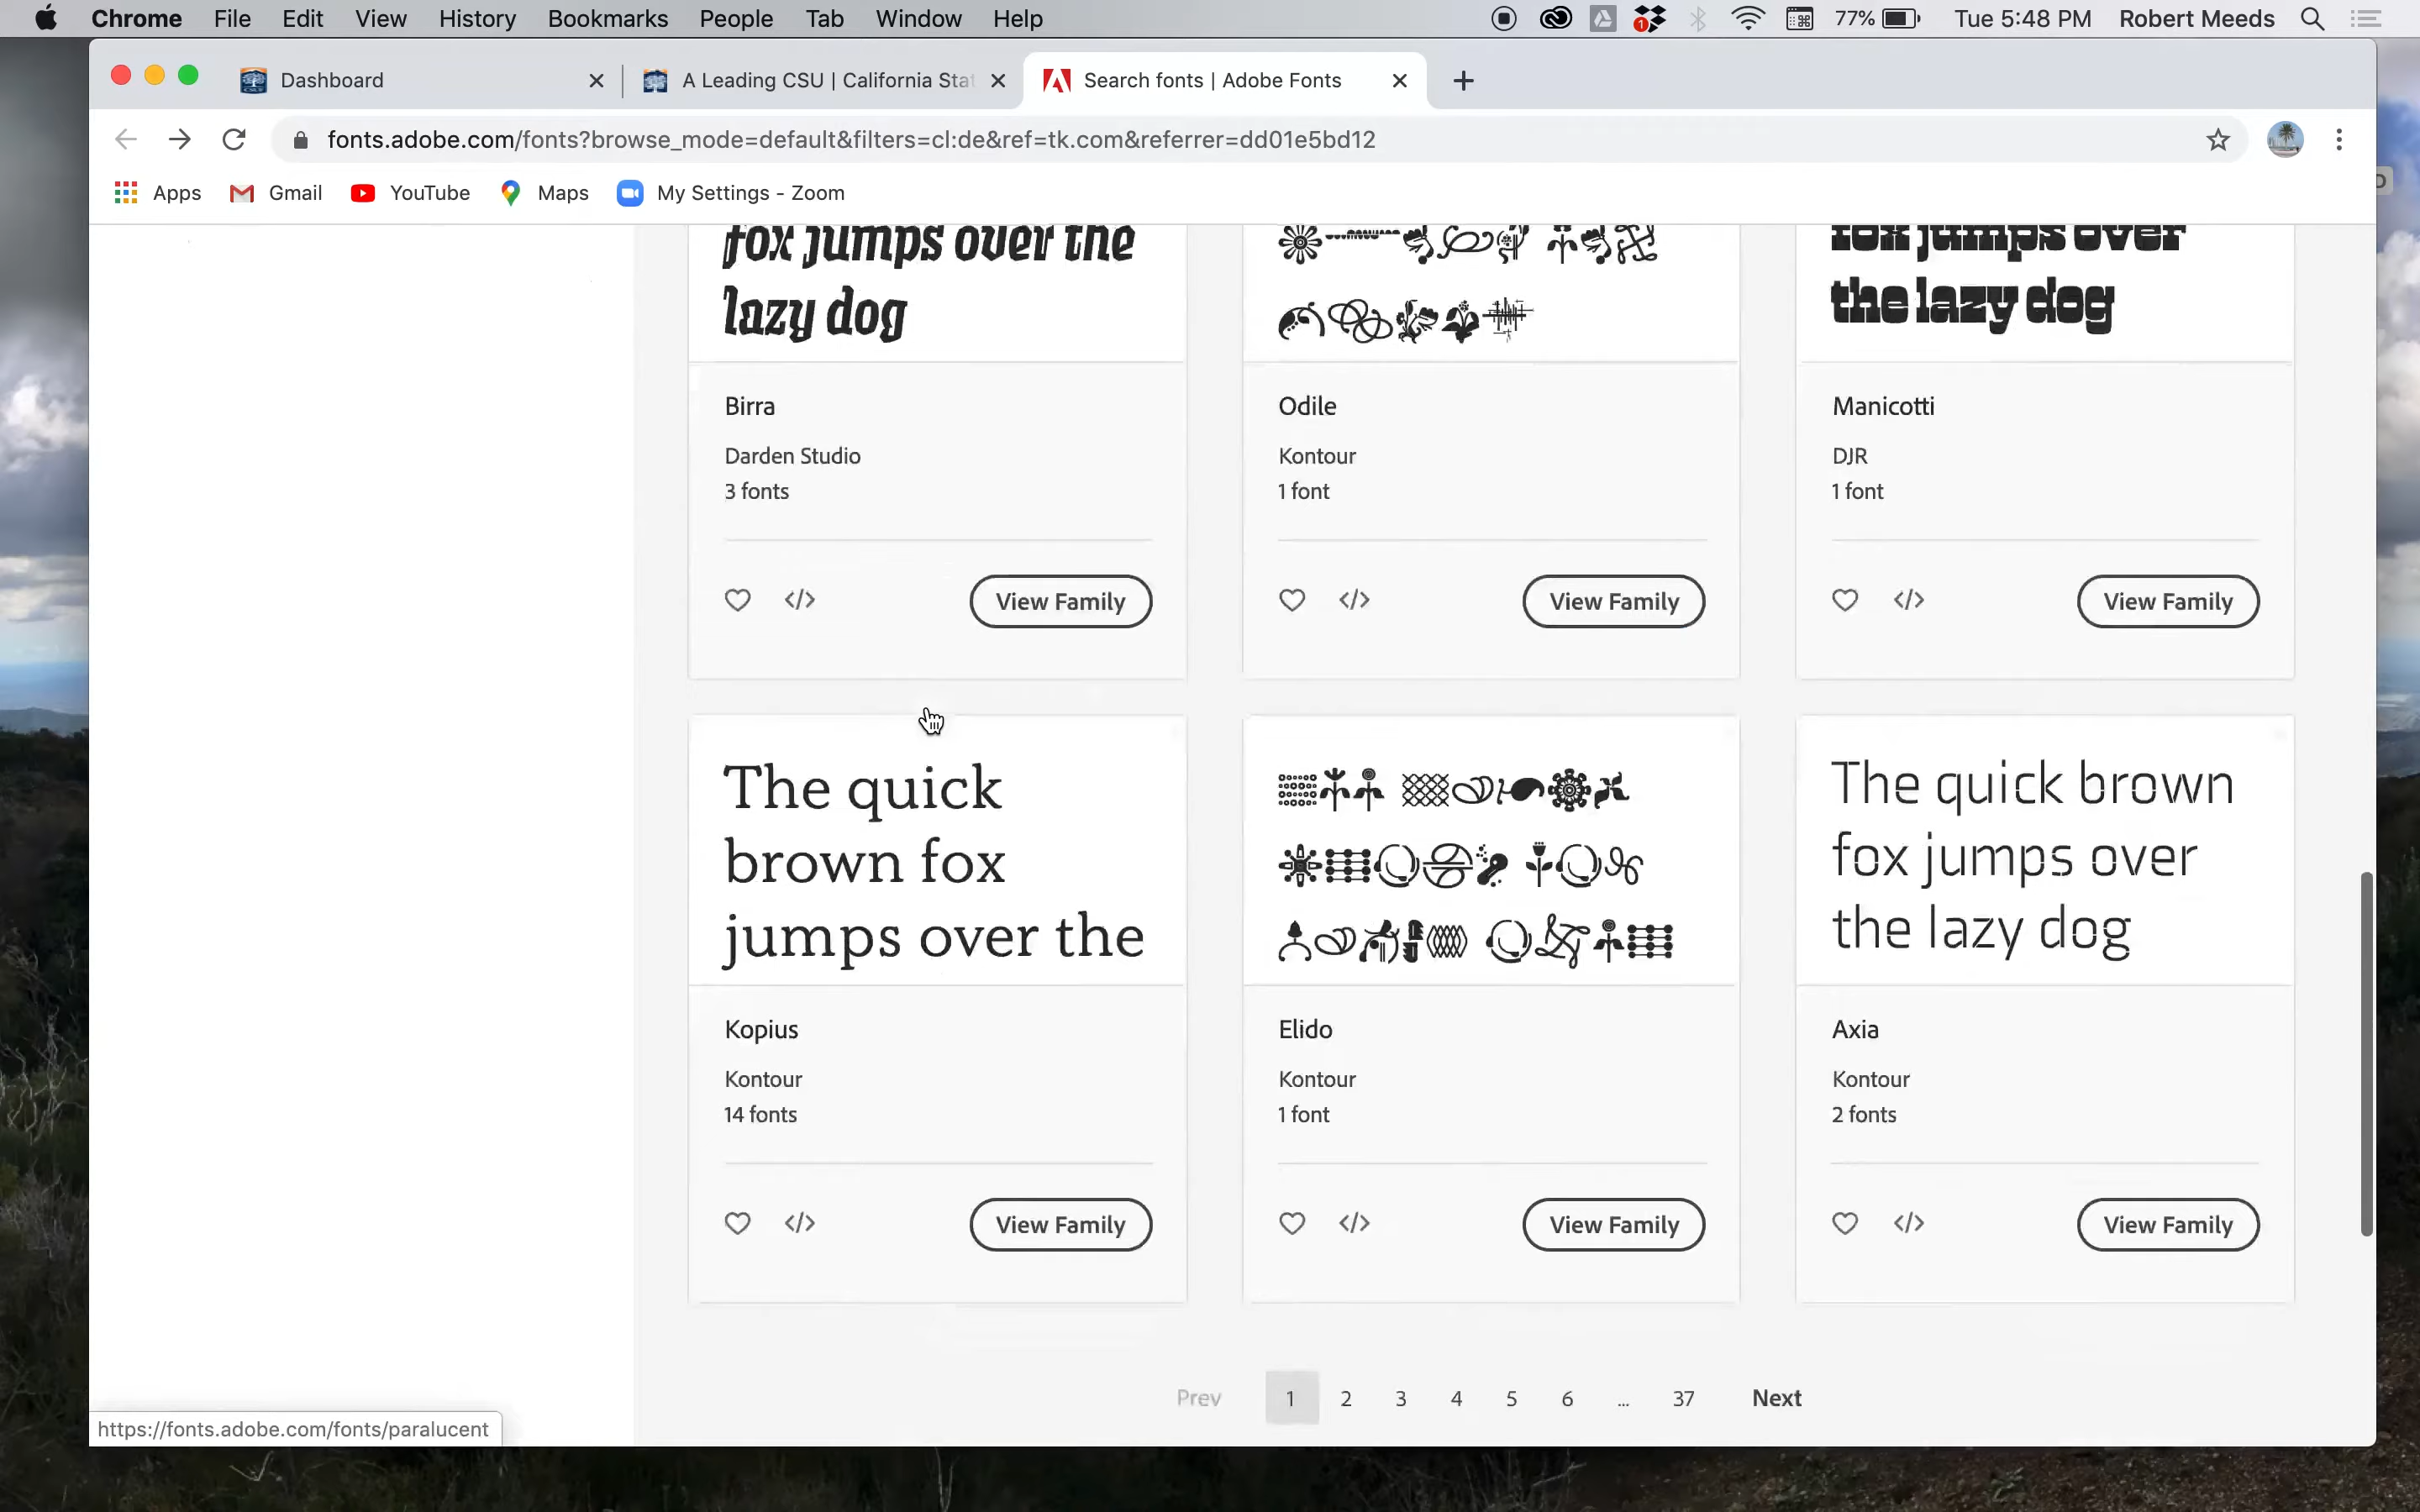 Chrome File Edit View History Bookmarks People Tab Window Help 1 77% Tue 5:48 PM Robert Meeds
Dashboard A Leading CSU | California Stat Search fonts | Adobe Fonts
fonts.adobe.com/fonts?browse_mode=default&filters=cl:de&ref=tk.com&referrer=dd01e5bd12
Apps Gmail YouTube Maps My Settings - Zoom
fox jumps over the
lazy dog
fox jumps over
the lazy dog
Birra
Darden Studio
3 fonts
View Family
Odile
Kontour
1 font
View Family
Manicotti
DJR
1 font
View Family
The quick
brown fox
jumps over the
Kopius
Kontour
14 fonts
View Family
Elido
Kontour
1 font
View Family
The quick brown
fox jumps over
the lazy dog
Axia
Kontour
2 fonts
View Family
Prev 1 2 3 4 5 6 ... 37 Next
https://fonts.adobe.com/fonts/paralucent